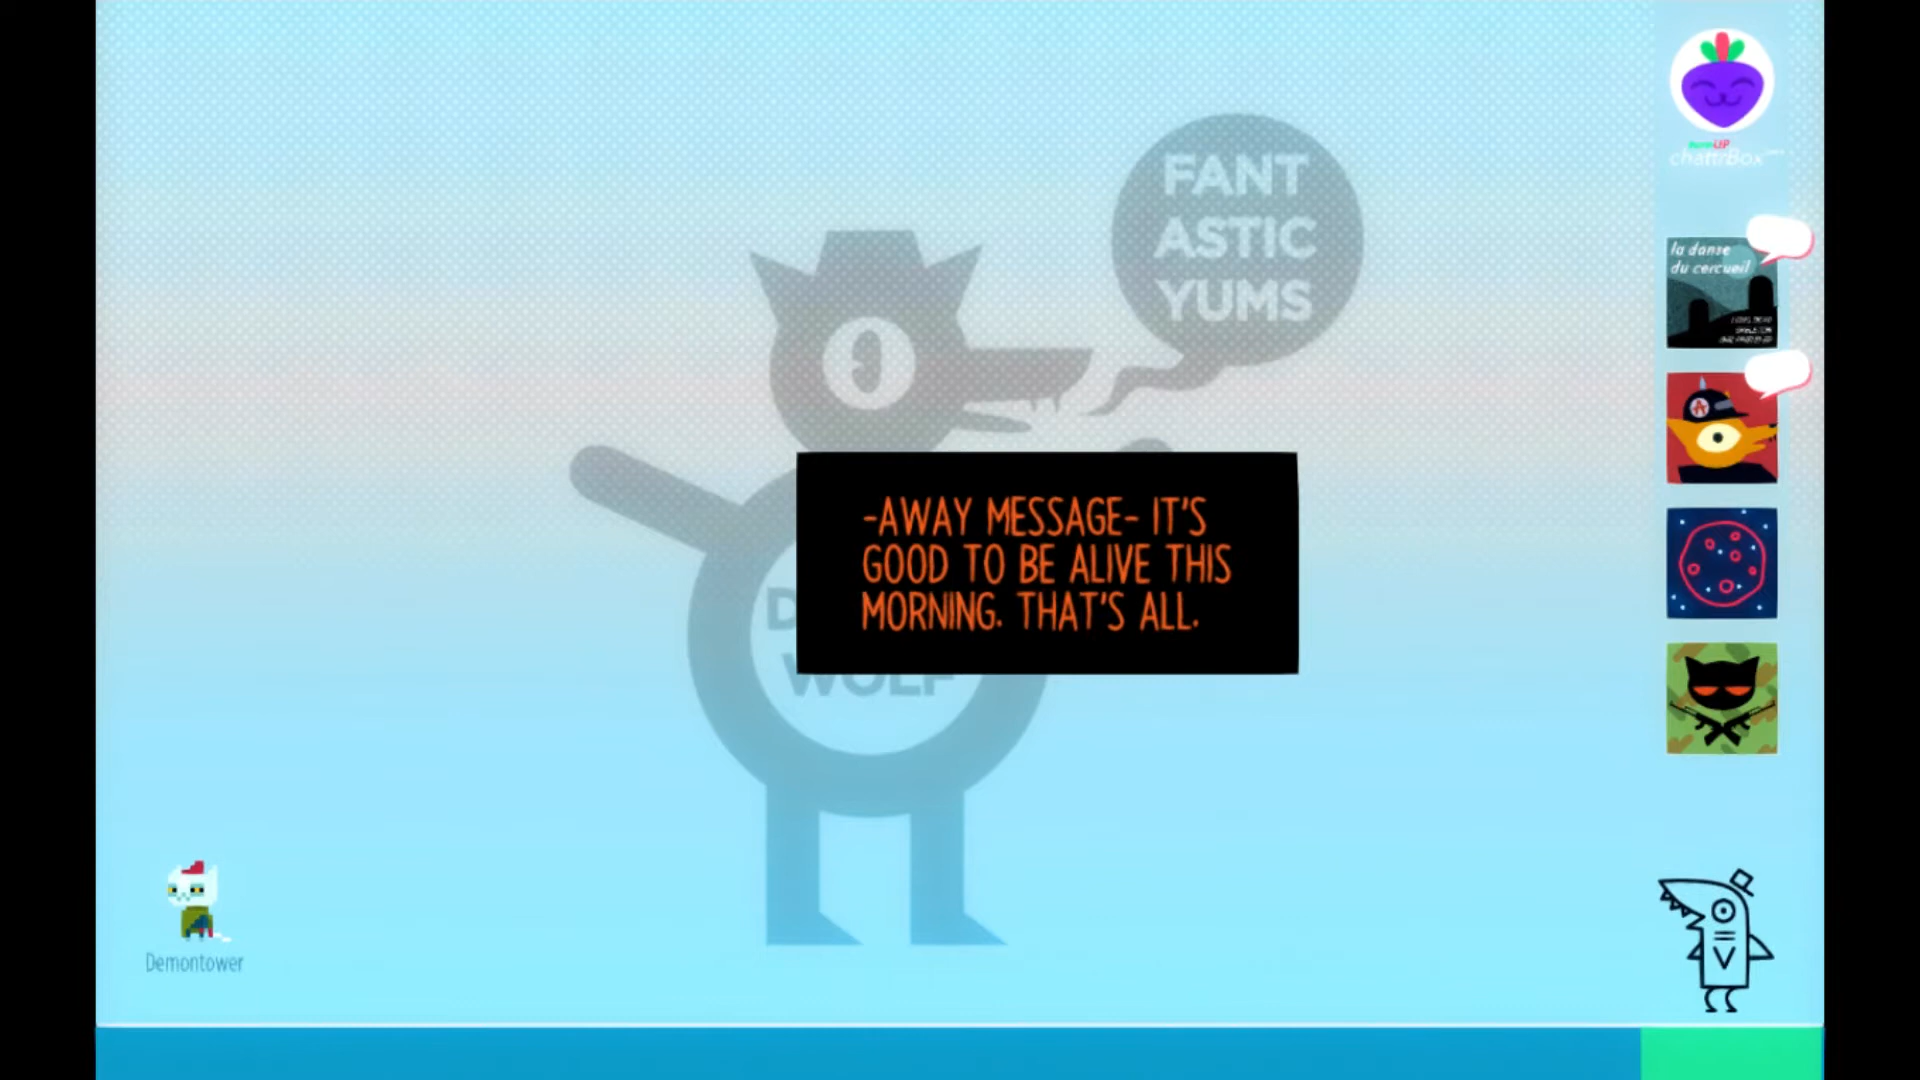 FANT
ASTIC
YUMS
chattrBox
la danse
du cercueil
A
-AWAY MESSAGE- IT'S
GOOD TO BE ALIVE THIS
MORNING. THAT'S ALL.
D
WOLF
Demontower